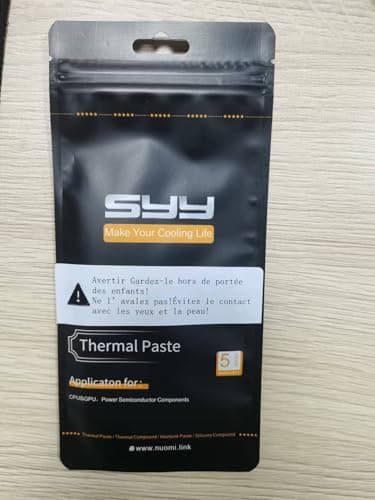 SYY
Make Your Cooling Life
Avertir Gardez-le hors de portée
des enfants!
Ne l'avalez pas!Évitez le contact
avec les yeux et la peau!
Thermal Paste
5
Applicaton for:
CPU&GPU、Power Semiconductor Components
Thermal Paste / Thermal Compound / Heatsink Paste / Silicone Compound
www.nuomi.link